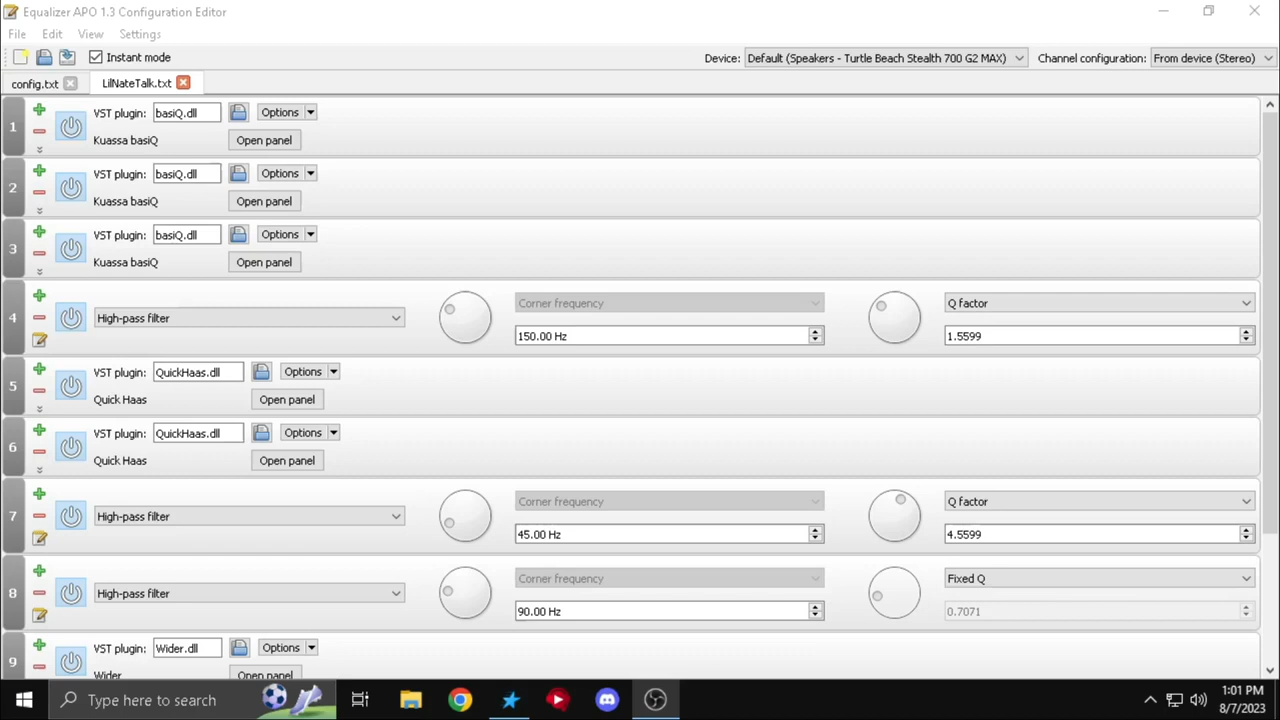 Equalizer APO 1.3 Configuration Editor
File Edit View Settings
Instant mode Device: Default (Speakers - Turtle Beach Stealth 700 G2 MAX) Channel configuration: From device (Stereo)
config.txt LilNateTalk.txt
1 VST plugin: basiQ.dll Options
Kuassa basiQ Open panel
2 VST plugin: basiQ.dll Options
Kuassa basiQ Open panel
3 VST plugin: basiQ.dll Options
Kuassa basiQ Open panel
Corner frequency Q factor
4 High-pass filter
150.00 Hz 1.5599
5 VST plugin: QuickHaas.dll Options
Quick Haas Open panel
6 VST plugin: QuickHaas.dll Options
Quick Haas Open panel
Corner frequency Q factor
7 High-pass filter
45.00 Hz 4.5599
Corner frequency Fixed Q
8 High-pass filter
90.00 Hz 0.7071
9 VST plugin: Wider.dll Options
Wider Open panel
Type here to search
1:01 PM
8/7/2023